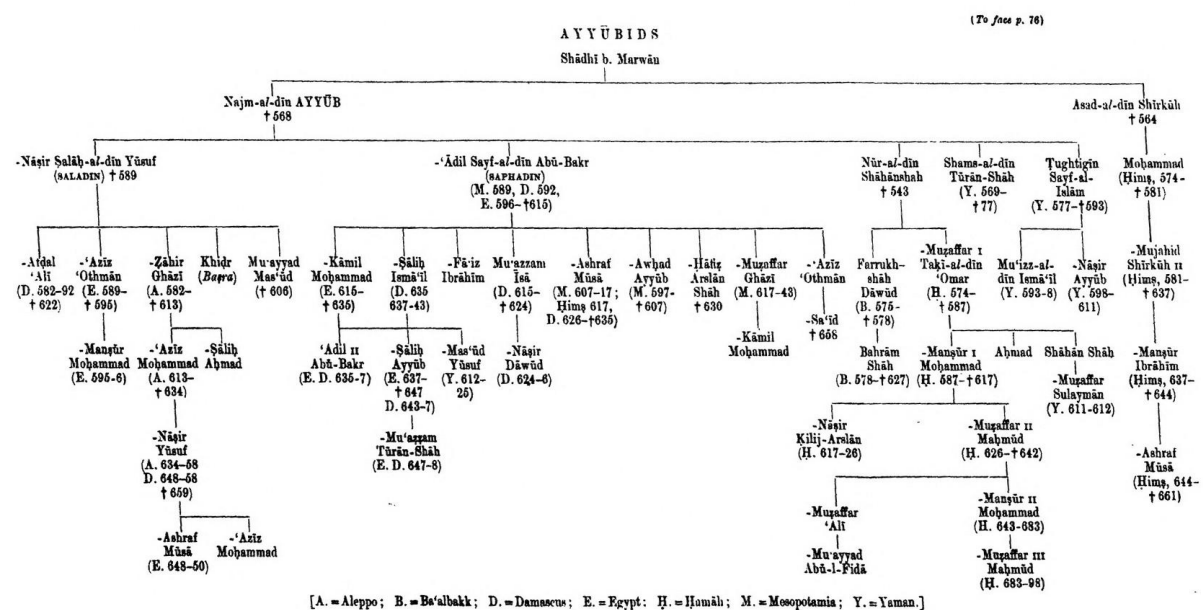 (To face p. 76)
AYYŪBIDS
Shādhi b. Marwān
Najm-al-dīn AYYŪB
† 568
Asad-al-dīn Shīrkūh
† 564
-Nāṣir Ṣalāḥ-al-dīn Yūsuf
(SALADIN) † 589
-‘Ādil Sayf-al-dīn Abū-Bakr
(SAPHADIN)
(M. 589, D. 592,
E. 596-†615)
Nūr-al-dīn
Shāhānshah
† 543
Shams-al-dīn
Tūrān-Shāh
(Y. 569-
†77)
Ṭughtigīn
Sayf-al-
Islām
(Y. 577-†593)
Moḥammad
(Ḥimṣ, 574-
†581)
-Afḍal
‘Alī
(D. 582-92
† 622)
-‘Azīz
‘Othmān
(E. 589-
†595)
-Ẓāhir
Ghāzī
(A. 582-
†613)
Khiḍr
(Baṣra)
Mu‘ayyad
Mas‘ūd
(† 606)
-Kāmil
Moḥammad
(E. 615-
†635)
-Ṣāliḥ
Ismā‘il
(D. 635
637-43)
-Fā‘iz
Ibrāhīm
Mu‘azzam
Īsā
(D. 615-
†624)
-Ashraf
Mūsā
(M. 607-17;
Ḥimṣ 617,
D. 626-†635)
-Awḥad
Ayyūb
(M. 597-
†607)
-Ḥāfiẓ
Arslān
Shāh
† 630
-Muẓaffar
Ghāzī
(M. 617-43)
-‘Azīz
‘Othmān
Farrukh-
shāh
Dāwūd
(B. 575-
†578)
-Muẓaffar I
Taḳi-al-dīn
‘Omar
(H. 574-
†587)
Mu‘izz-al-
dīn Ismā‘īl
(Y. 593-8)
-Nāṣir
Ayyūb
(Y. 598-
611)
-Mujahid
Shīrkūh II
(Ḥimṣ, 581-
†637)
-Manṣūr
Moḥammad
(E. 595-6)
-‘Azīz
Moḥammad
(A. 613-
†634)
-Ṣāliḥ
Aḥmad
‘Adil II
Abū-Bakr
(E. D. 635-7)
-Ṣāliḥ
Ayyūb
(E. 637-
†647
D. 643-7)
-Mas‘ūd
Yūsuf
(Y. 612-
25)
-Nāṣir
Dāwūd
(D. 624-6)
-Kāmil
Moḥammad
-Sa‘īd
† 658
Bahrām
Shāh
(B. 578-†627)
-Manṣūr I
Moḥammad
(Ḥ. 587-†617)
Aḥmad
Shāhān Shāh
-Muẓaffar
Sulaymān
(Y. 611-612)
-Manṣūr
Ibrāhīm
(Ḥimṣ, 637-
†644)
-Nāṣir
Yūsuf
(A. 634-58
D. 648-58
†659)
-Mu‘aẓẓam
Tūrān-Shāh
(E. D. 647-8)
-Nāṣir
Ḳilij-Arslān
(Ḥ. 617-26)
-Muẓaffar II
Maḥmūd
(Ḥ. 626-†642)
-Ashraf
Mūsā
(Ḥimṣ, 644-
†661)
-Ashraf
Mūsā
(E. 648-50)
-‘Azīz
Moḥammad
-Muẓaffar
‘Alī
-Manṣūr II
Moḥammad
(H. 643-683)
-Mu‘ayyad
Abū-l-Fidā
-Muẓaffar III
Maḥmūd
(Ḥ. 683-98)
[A. = Aleppo; B. = Ba‘albakk; D. = Damascus; E. = Egypt: Ḥ. = Ḥamāh; M. = Mesopotamia; Y. = Yaman.]